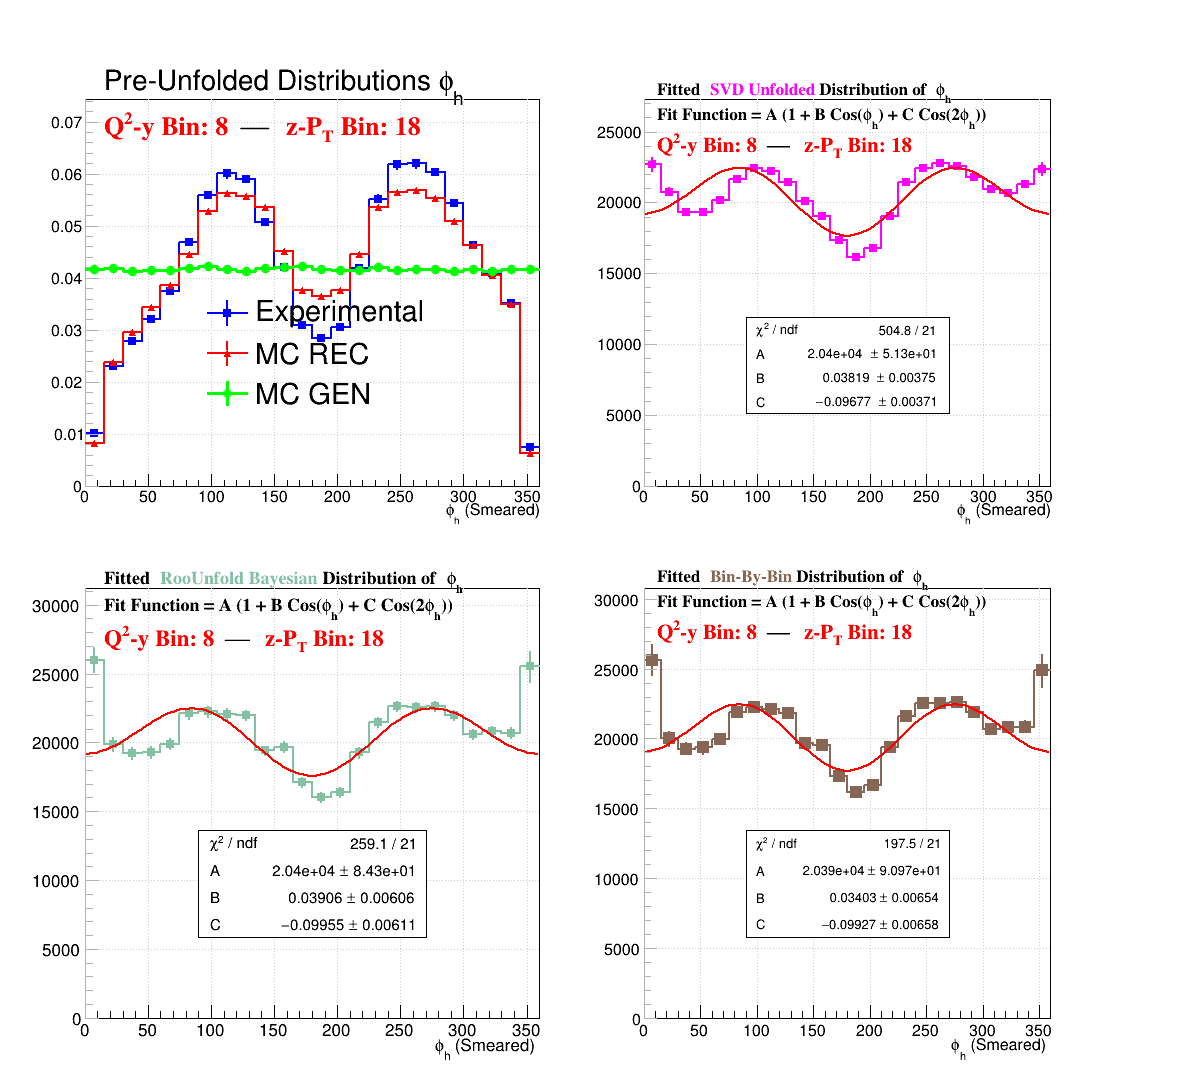 Pre-Unfolded Distributions ϕh
Q²-y Bin: 8 — z-PT Bin: 18
0.07
0.06
0.05
0.04
0.03
0.02
0.01
0
Experimental
MC REC
MC GEN
0 50 100 150 200 250 300 350
ϕh (Smeared)
Fitted SVD Unfolded Distribution of ϕh
Fit Function = A (1 + B Cos(ϕh) + C Cos(2ϕh))
Q²-y Bin: 8 — z-PT Bin: 18
25000
20000
15000
10000
5000
0
χ² / ndf 504.8 / 21
A 2.04e+04 ± 5.13e+01
B 0.03819 ± 0.00375
C −0.09677 ± 0.00371
0 50 100 150 200 250 300 350
ϕh (Smeared)
Fitted RooUnfold Bayesian Distribution of ϕh
Fit Function = A (1 + B Cos(ϕh) + C Cos(2ϕh))
Q²-y Bin: 8 — z-PT Bin: 18
30000
25000
20000
15000
10000
5000
0
χ² / ndf 259.1 / 21
A 2.04e+04 ± 8.43e+01
B 0.03906 ± 0.00606
C −0.09955 ± 0.00611
0 50 100 150 200 250 300 350
ϕh (Smeared)
Fitted Bin-By-Bin Distribution of ϕh
Fit Function = A (1 + B Cos(ϕh) + C Cos(2ϕh))
Q²-y Bin: 8 — z-PT Bin: 18
30000
25000
20000
15000
10000
5000
0
χ² / ndf 197.5 / 21
A 2.039e+04 ± 9.097e+01
B 0.03403 ± 0.00654
C −0.09927 ± 0.00658
0 50 100 150 200 250 300 350
ϕh (Smeared)